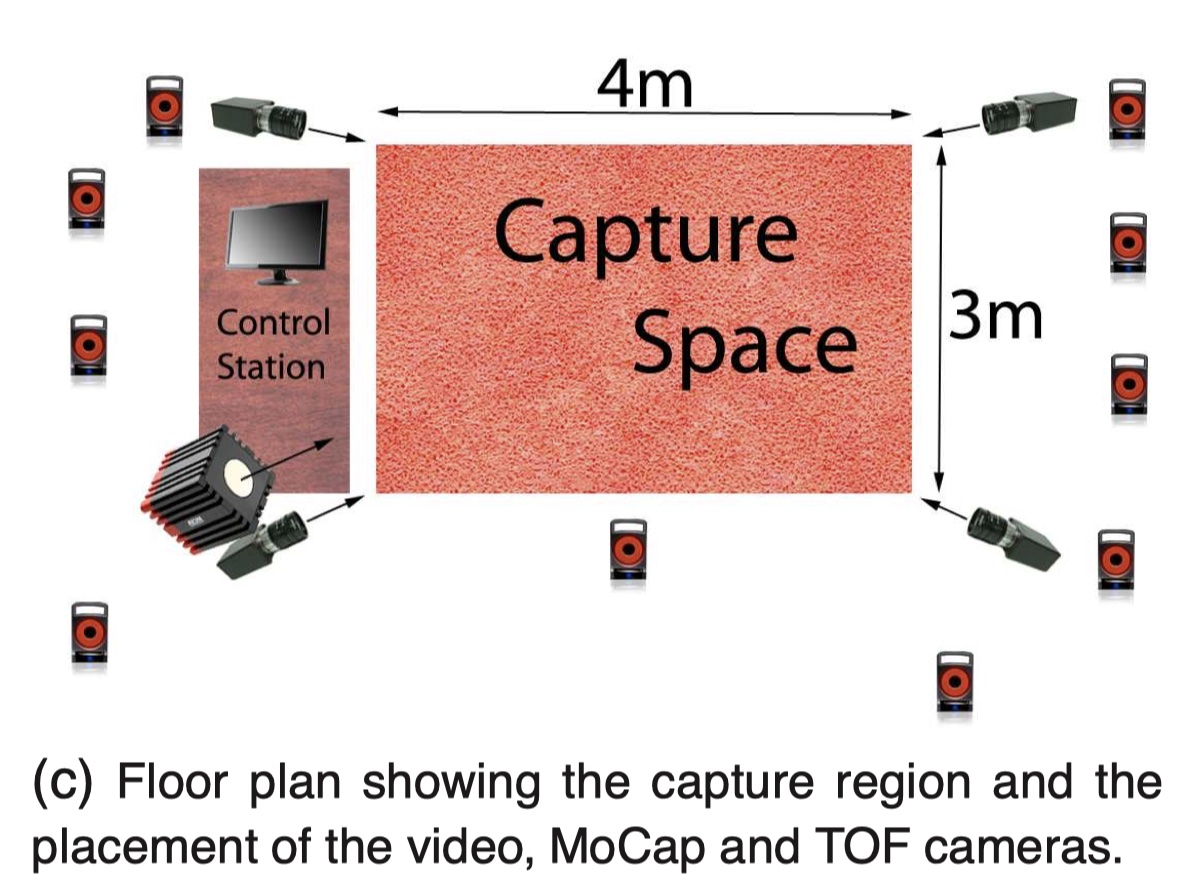 4m
Capture
Space
3m
Control
Station
(c) Floor plan showing the capture region and the
placement of the video, MoCap and TOF cameras.